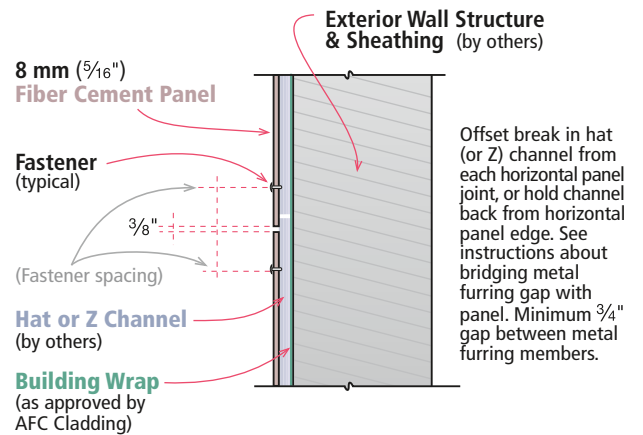 Exterior Wall Structure
& Sheathing (by others)
8 mm (5⁄16")
Fiber Cement Panel
Fastener
(typical)
3⁄8"
(Fastener spacing)
Hat or Z Channel
(by others)
Building Wrap
(as approved by
AFC Cladding)
Offset break in hat
(or Z) channel from
each horizontal panel
joint, or hold channel
back from horizontal
panel edge. See
instructions about
bridging metal
furring gap with
panel. Minimum 3⁄4"
gap between metal
furring members.